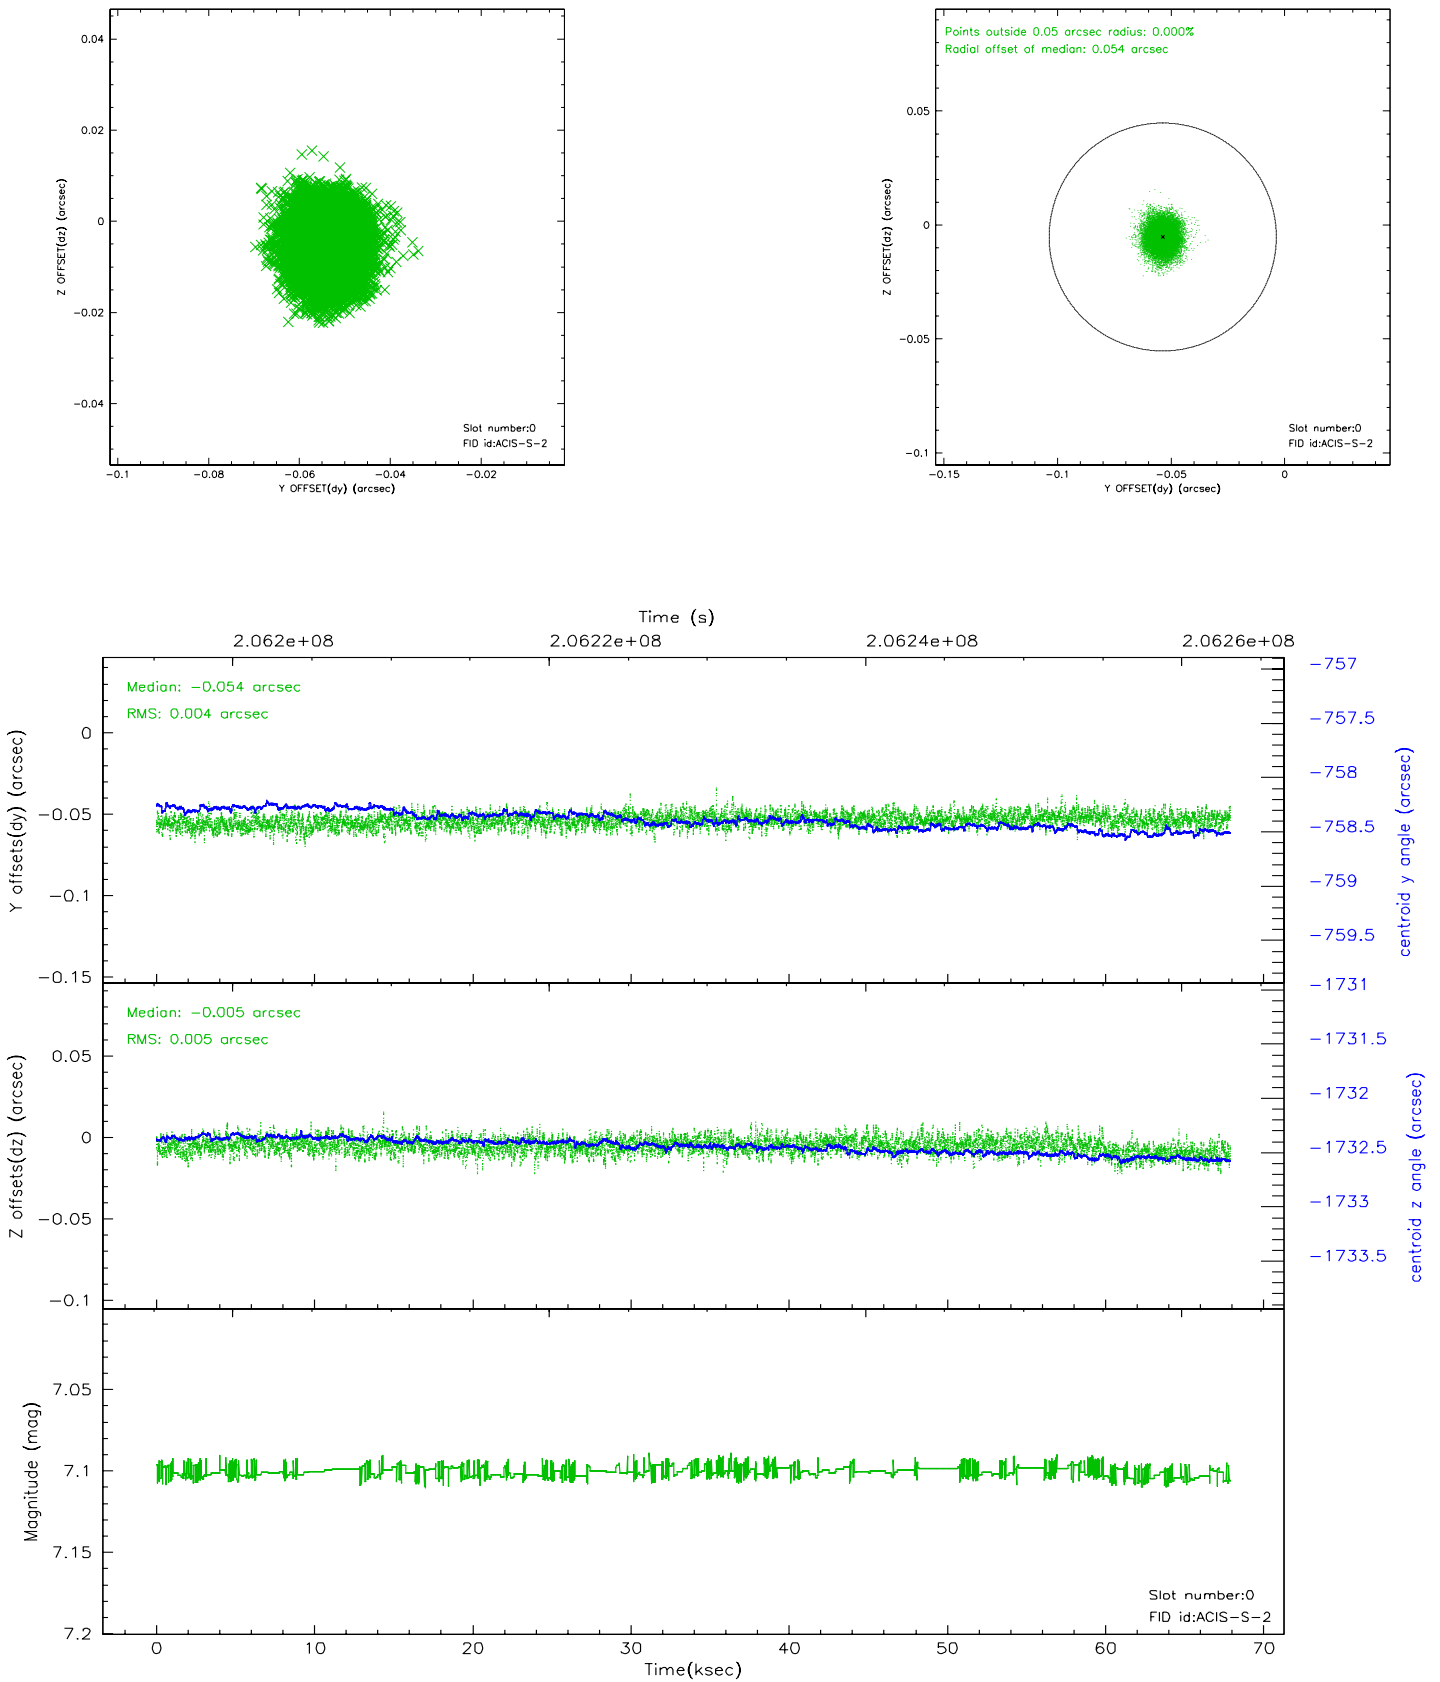 0.04
0.02
0
-0.02
-0.04
Z OFFSET(dz) (arcsec)
Slot number:0
FID id:ACIS-S-2
-0.1
-0.08
-0.06
-0.04
-0.02
Y OFFSET(dy) (arcsec)
Points outside 0.05 arcsec radius: 0.000%
Radial offset of median: 0.054 arcsec
0.05
0
-0.05
-0.1
Z OFFSET(dz) (arcsec)
Slot number:0
FID id:ACIS-S-2
-0.15
-0.1
-0.05
0
Y OFFSET(dy) (arcsec)
Time (s)
2.062e+08
2.0622e+08
2.0624e+08
2.0626e+08
Median: -0.054 arcsec
RMS: 0.004 arcsec
0
-0.05
-0.1
-0.15
Y offsets(dy) (arcsec)
-757
-757.5
-758
-758.5
-759
-759.5
centroid y angle (arcsec)
Median: -0.005 arcsec
RMS: 0.005 arcsec
0.05
0
-0.05
-0.1
Z offsets(dz) (arcsec)
-1731
-1731.5
-1732
-1732.5
-1733
-1733.5
centroid z angle (arcsec)
7.05
7.1
7.15
7.2
Magnitude (mag)
Slot number:0
FID id:ACIS-S-2
0
10
20
30
40
50
60
70
Time(ksec)